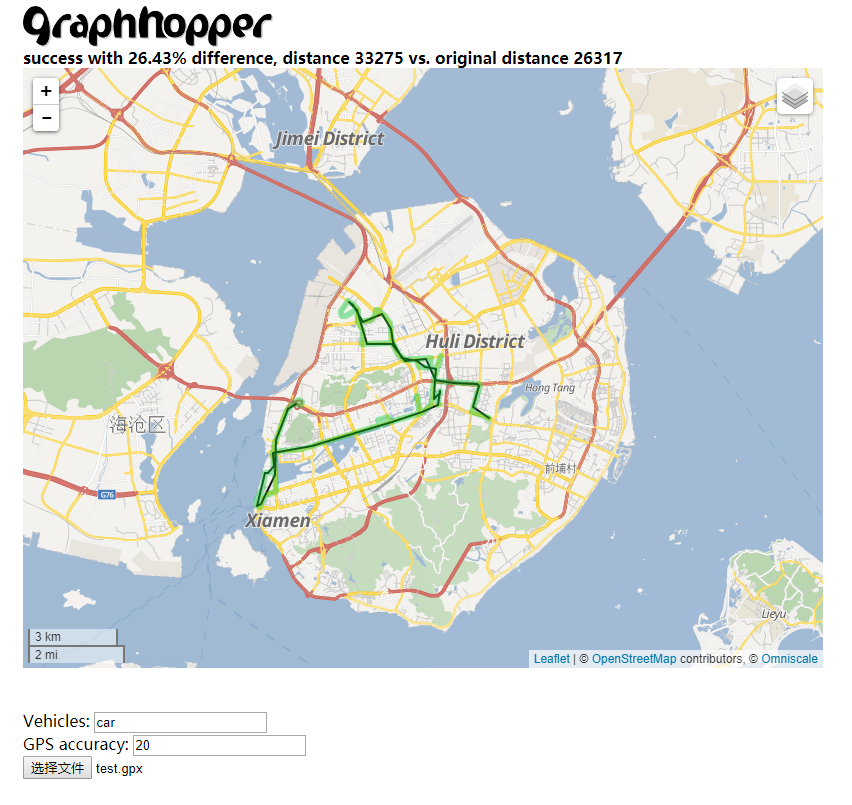 Graphhopper
success with 26.43% difference, distance 33275 vs. original distance 26317
+
−
Jimei District
Huli District
Hong Tang
海沧区
前埔村
G76
Xiamen
Lieyu
3 km
2 mi
Leaflet | © OpenStreetMap contributors, © Omniscale
Vehicles: car
GPS accuracy: 20
选择文件 test.gpx